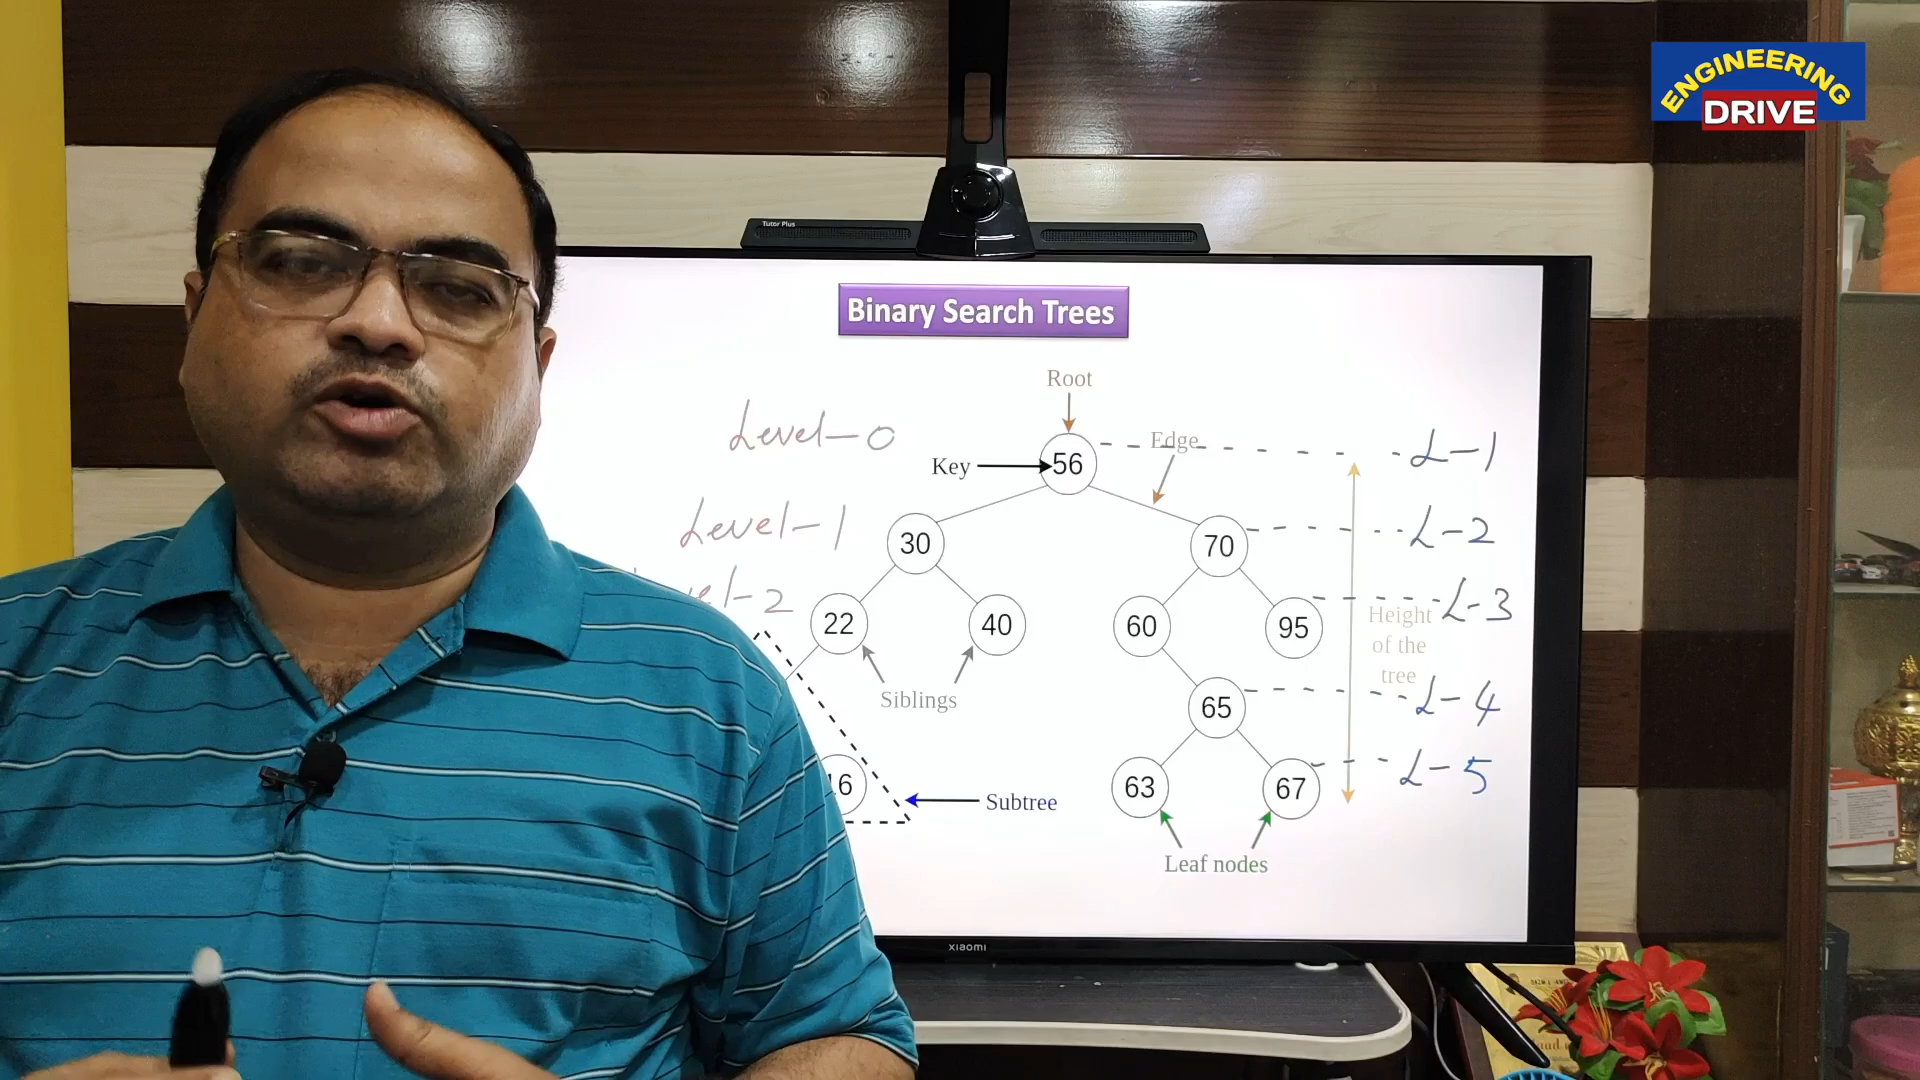 ENGINEERING
DRIVE
Tutor Plus
Binary Search Trees
Root
Level-0
Edge
L-1
Key
56
Level-1
30
70
L-2
L-3
22
40
60
95
Height
of the
tree
Siblings
65
L-4
L-5
16
Subtree
63
67
Leaf nodes
xiaomi